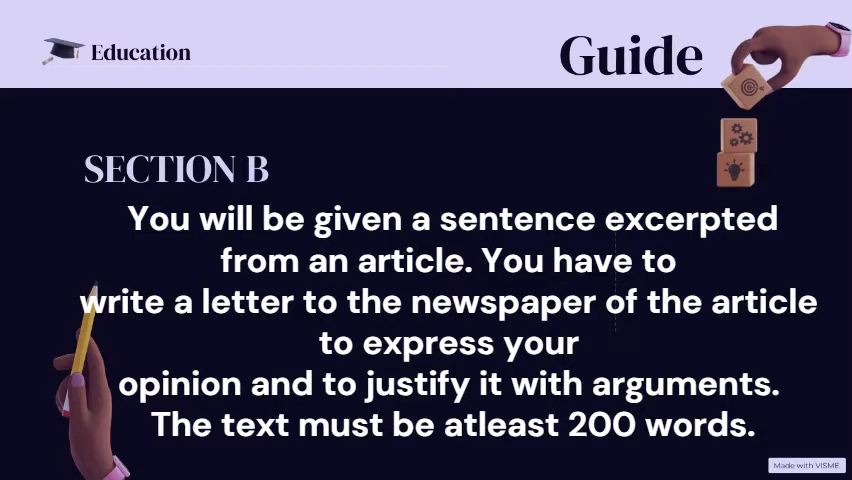 Education
Guide
SECTION B
You will be given a sentence excerpted
from an article. You have to
write a letter to the newspaper of the article
to express your
opinion and to justify it with arguments.
The text must be atleast 200 words.
Made with VISME